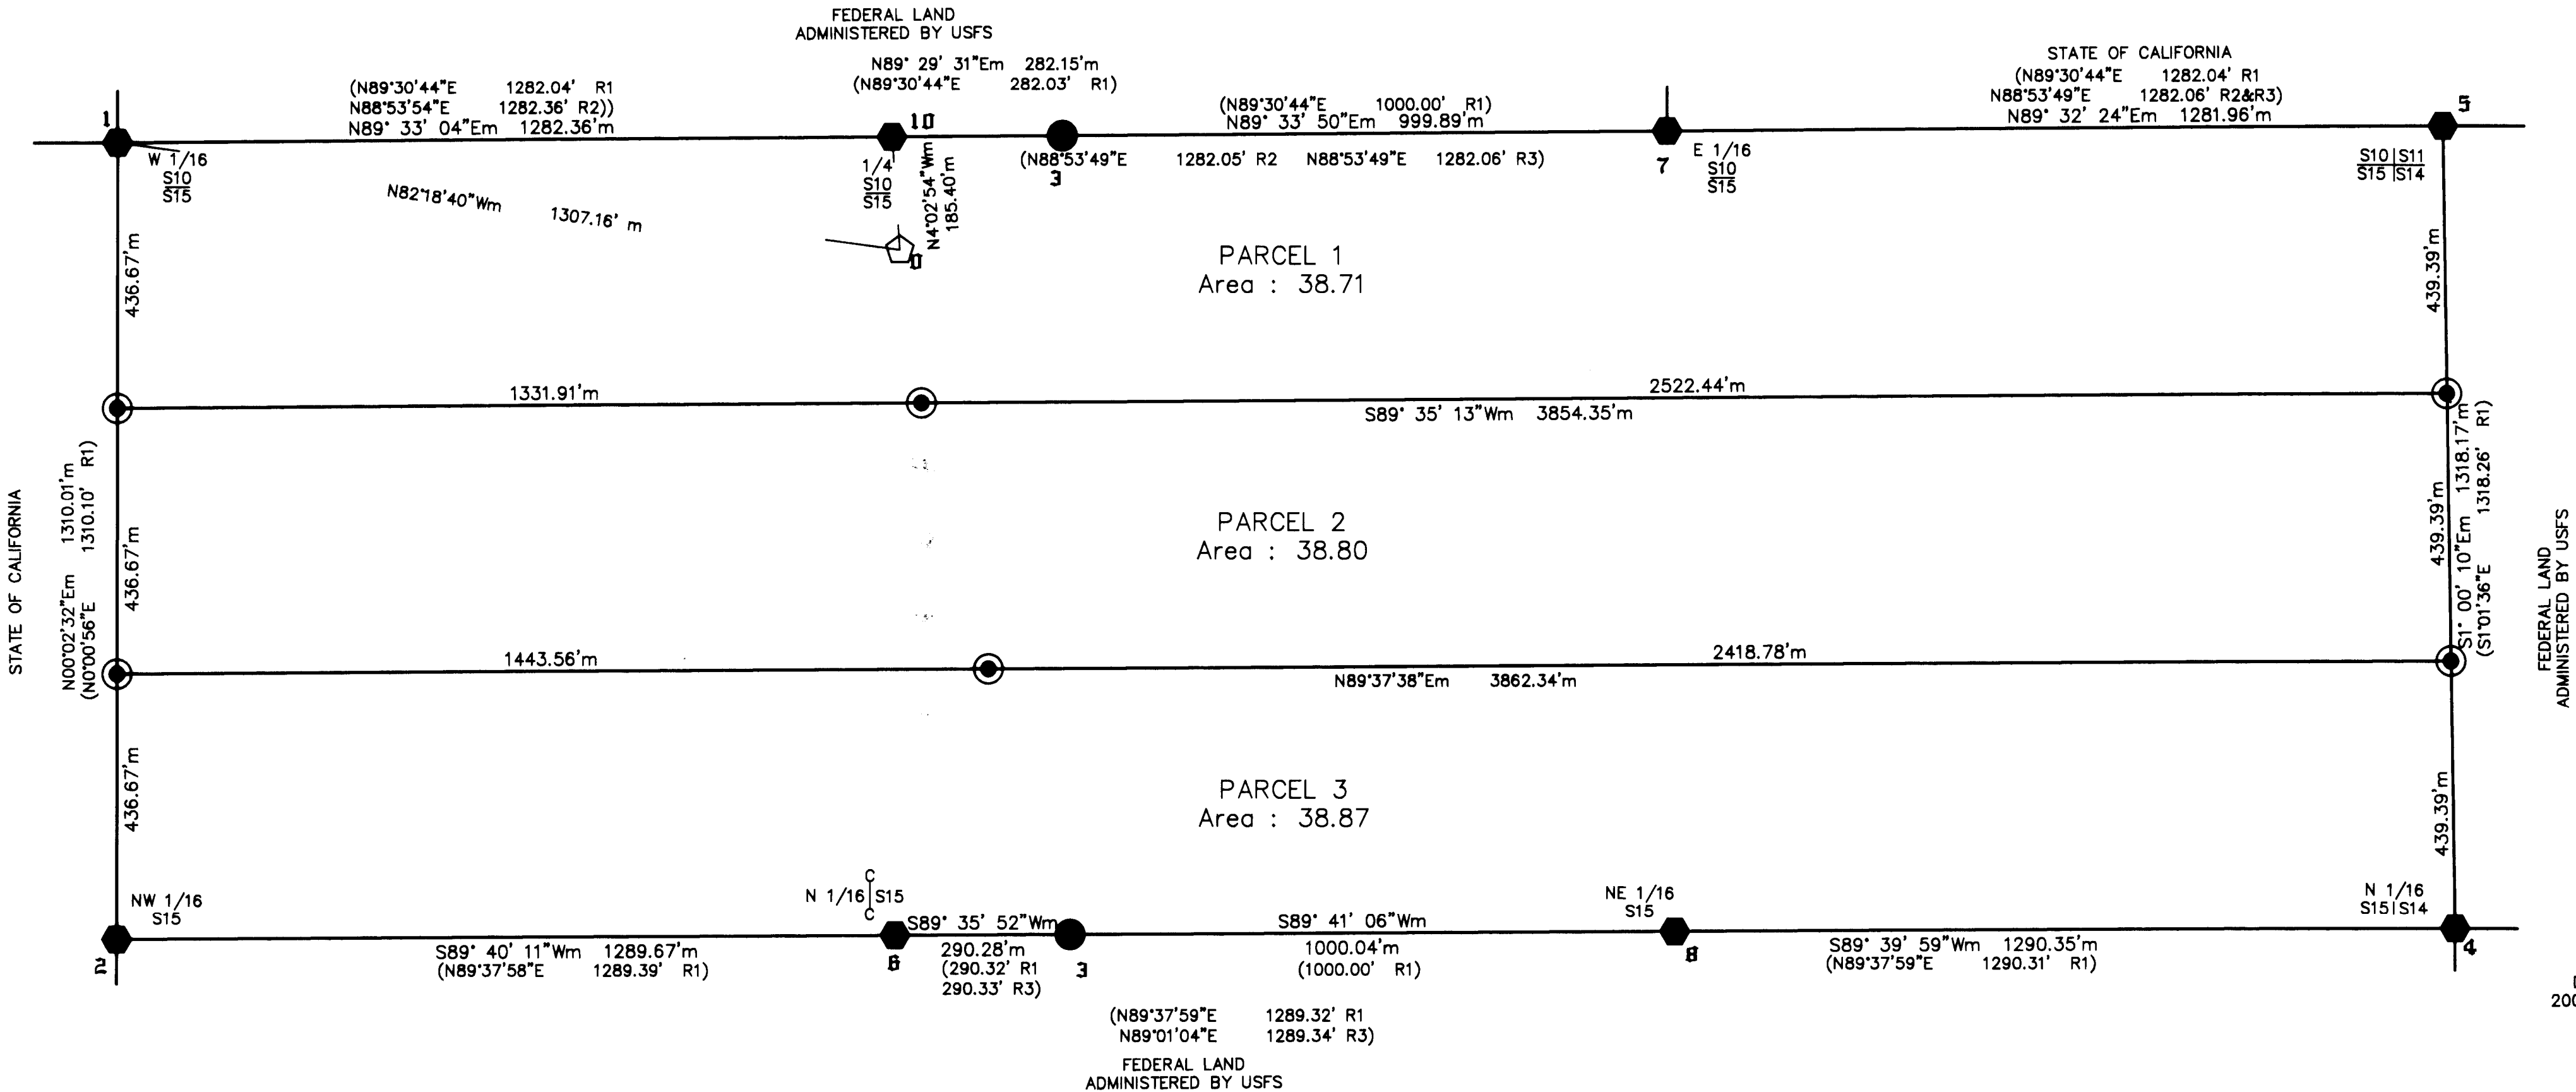 FEDERAL LAND
ADMINISTERED BY USFS
N89° 29' 31"Em 282.15'm
(N89°30'44"E 282.03' R1)
(N89°30'44"E 1282.04' R1
N88°53'54"E 1282.36' R2))
N89° 33' 04"Em 1282.36'm
(N89°30'44"E 1000.00' R1)
N89° 33' 50"Em 999.89'm
STATE OF CALIFORNIA
(N89°30'44"E 1282.04' R1
N88°53'49"E 1282.06' R2&R3)
N89° 32' 24"Em 1281.96'm
1
10
3
7
5
(N88°53'49"E 1282.05' R2 N88°53'49"E 1282.06' R3)
W 1/16
S10
S15
1/4
S10
S15
E 1/16
S10
S15
S10|S11
S15|S14
N82°18'40"Wm 1307.16' m
N4°02'54"Wm
185.40'm
0
436.67'm
439.39'm
PARCEL 1
Area : 38.71
1331.91'm
2522.44'm
S89° 35' 13"Wm 3854.35'm
STATE OF CALIFORNIA
N00°02'32"Em 1310.01'm
(N0°00'56"E 1310.10' R1)
436.67'm
PARCEL 2
Area : 38.80
439.39'm
S1° 00' 10"Em 1318.17'm
(S1°01'36"E 1318.26' R1)
FEDERAL LAND
ADMINISTERED BY USFS
1443.56'm
2418.78'm
N89°37'38"Em 3862.34'm
436.67'm
439.39'm
PARCEL 3
Area : 38.87
NW 1/16
S15
C
N 1/16|S15
C
NE 1/16
S15
N 1/16
S15|S14
2
6
3
8
4
S89° 40' 11"Wm 1289.67'm
(N89°37'58"E 1289.39' R1)
S89° 35' 52"Wm
290.28'm
(290.32' R1
290.33' R3)
S89° 41' 06"Wm
1000.04'm
(1000.00' R1)
S89° 39' 59"Wm 1290.35'm
(N89°37'59"E 1290.31' R1)
(N89°37'59"E 1289.32' R1
N89°01'04"E 1289.34' R3)
FEDERAL LAND
ADMINISTERED BY USFS
200